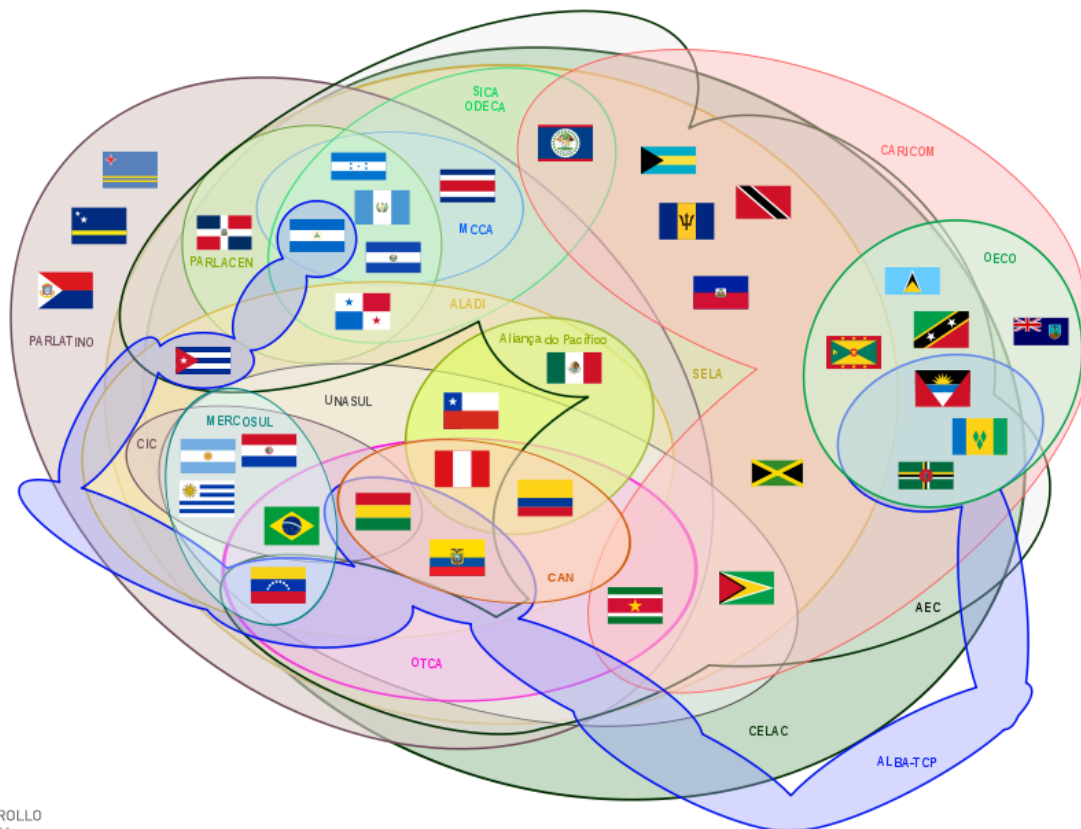 SICA
ODECA
CARICOM
MCCA
OECO
PARLACEN
ALADI
PARLATINO
Aliança do Pacífico
SELA
UNASUL
MERCOSUL
CIC
CAN
AEC
OTCA
CELAC
ALBA-TCP
ROLLO